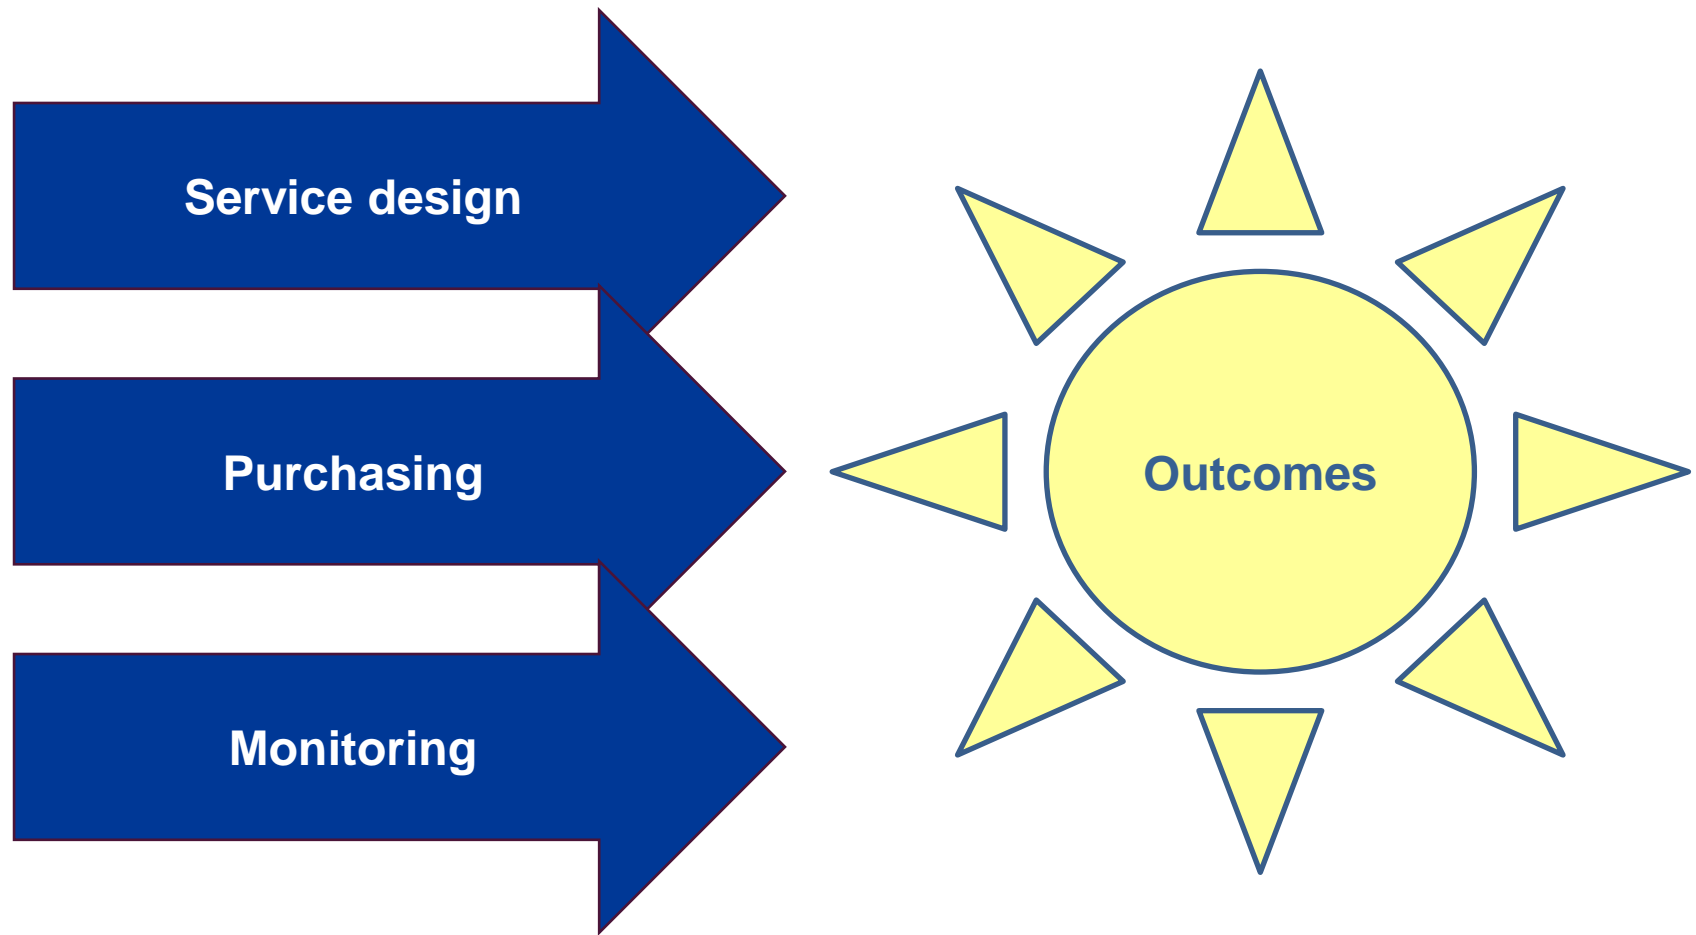 Service design
Purchasing
Outcomes
Monitoring